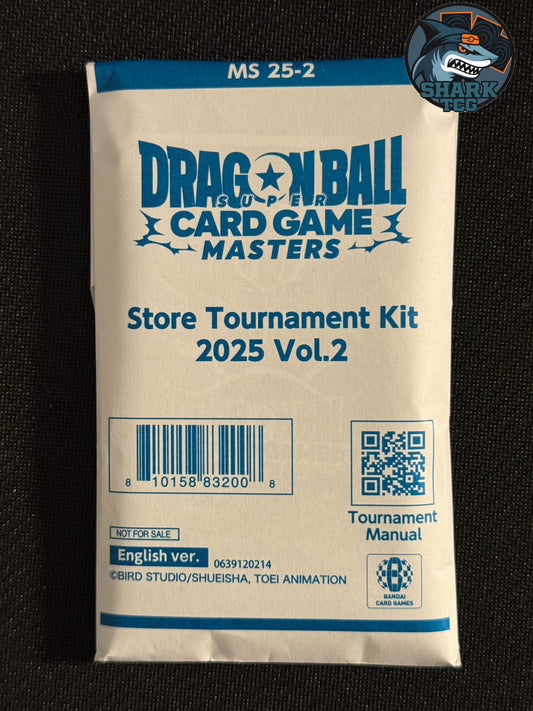 MS 25-2
SHARK
TCG
DRAGON BALL
SUPER
CARD GAME
MASTERS
Store Tournament Kit
2025 Vol.2
8 10158 83200 8
Tournament
Manual
NOT FOR SALE
English ver. 0639120214
©BIRD STUDIO/SHUEISHA, TOEI ANIMATION
BANDAI
CARD GAMES